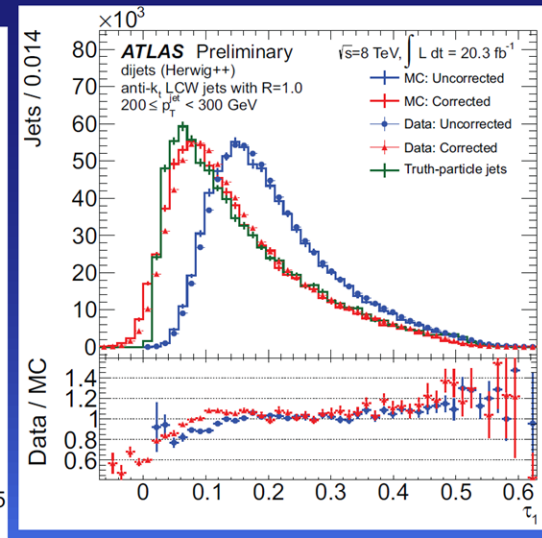 ×10³
Jets / 0.014
80
70
60
50
40
30
20
10
0
ATLAS Preliminary
√s=8 TeV, ∫ L dt = 20.3 fb⁻¹
dijets (Herwig++)
anti-kₜ LCW jets with R=1.0
200 ≤ p_T^jet < 300 GeV
MC: Uncorrected
MC: Corrected
Data: Uncorrected
Data: Corrected
Truth-particle jets
Data / MC
1.4
1.2
1
0.8
0.6
0 0.1 0.2 0.3 0.4 0.5 0.6
τ₁
5